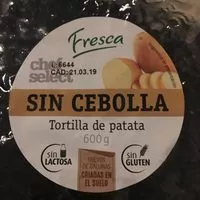 Fresca
chef
select
L:6644
CAD: 21.03.19
SIN CEBOLLA
Tortilla de patata
600g
sin
LACTOSA
HUEVOS
DE GALLINAS
CRIADAS EN
EL SUELO
sin
GLUTEN